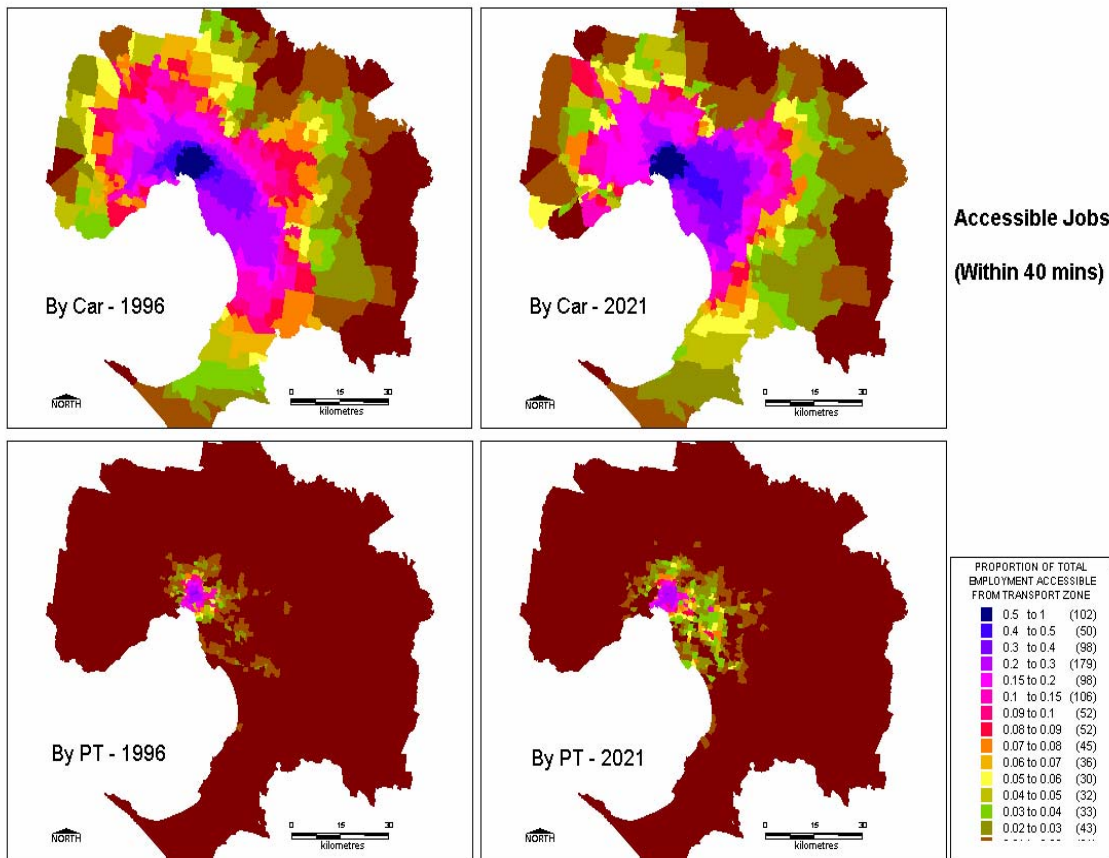 By Car - 1996
NORTH
0 15 30
kilometres
By Car - 2021
NORTH
0 15 30
kilometres
Accessible Jobs
(Within 40 mins)
By PT - 1996
NORTH
0 15 30
kilometres
By PT - 2021
NORTH
0 15 30
kilometres
PROPORTION OF TOTAL
EMPLOYMENT ACCESSIBLE
FROM TRANSPORT ZONE
0.5 to 1 (102)
0.4 to 0.5 (50)
0.3 to 0.4 (98)
0.2 to 0.3 (179)
0.15 to 0.2 (98)
0.1 to 0.15 (106)
0.09 to 0.1 (52)
0.08 to 0.09 (52)
0.07 to 0.08 (45)
0.06 to 0.07 (36)
0.05 to 0.06 (30)
0.04 to 0.05 (32)
0.03 to 0.04 (33)
0.02 to 0.03 (43)